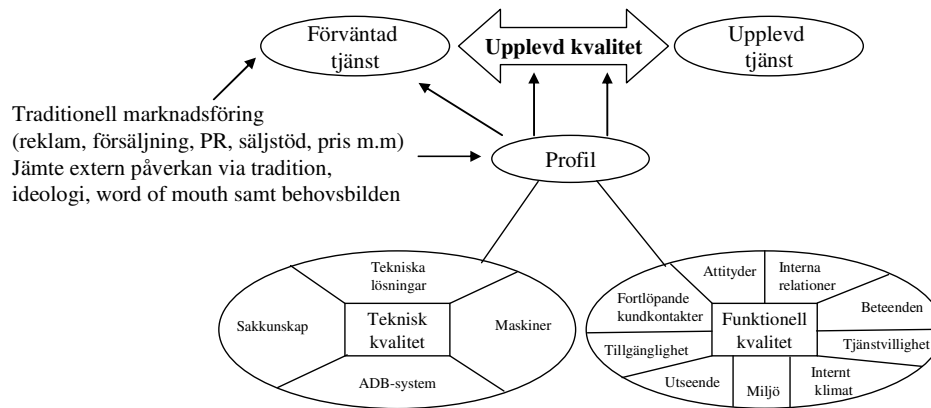 Förväntad
tjänst
Upplevd kvalitet
Upplevd
tjänst
Traditionell marknadsföring
(reklam, försäljning, PR, säljstöd, pris m.m)
Jämte extern påverkan via tradition,
ideologi, word of mouth samt behovsbilden
Profil
Tekniska
lösningar
Sakkunskap
Teknisk
kvalitet
Maskiner
ADB-system
Attityder
Interna
relationer
Fortlöpande
kundkontakter
Beteenden
Funktionell
kvalitet
Tillgänglighet
Tjänstvillighet
Utseende
Miljö
Internt
klimat